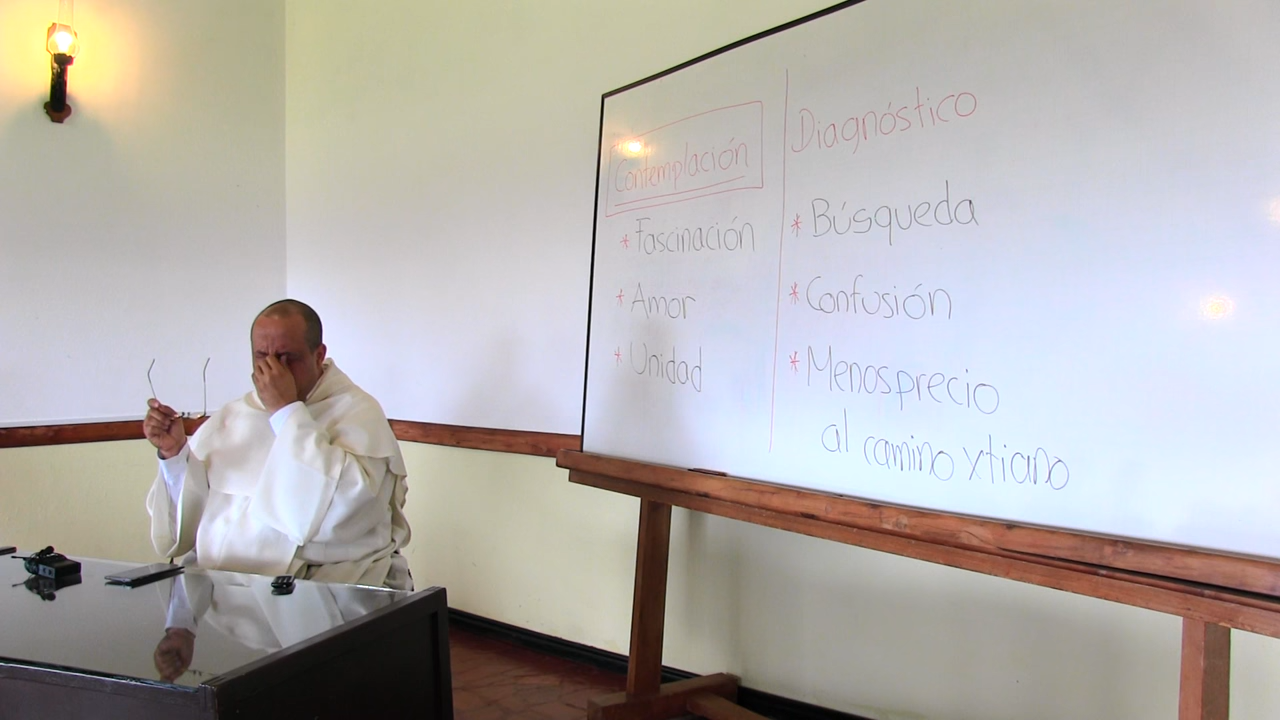 Contemplación
* Fascinación
* Amor
* Unidad
Diagnóstico
* Búsqueda
* Confusión
* Menosprecio
al camino xtiano